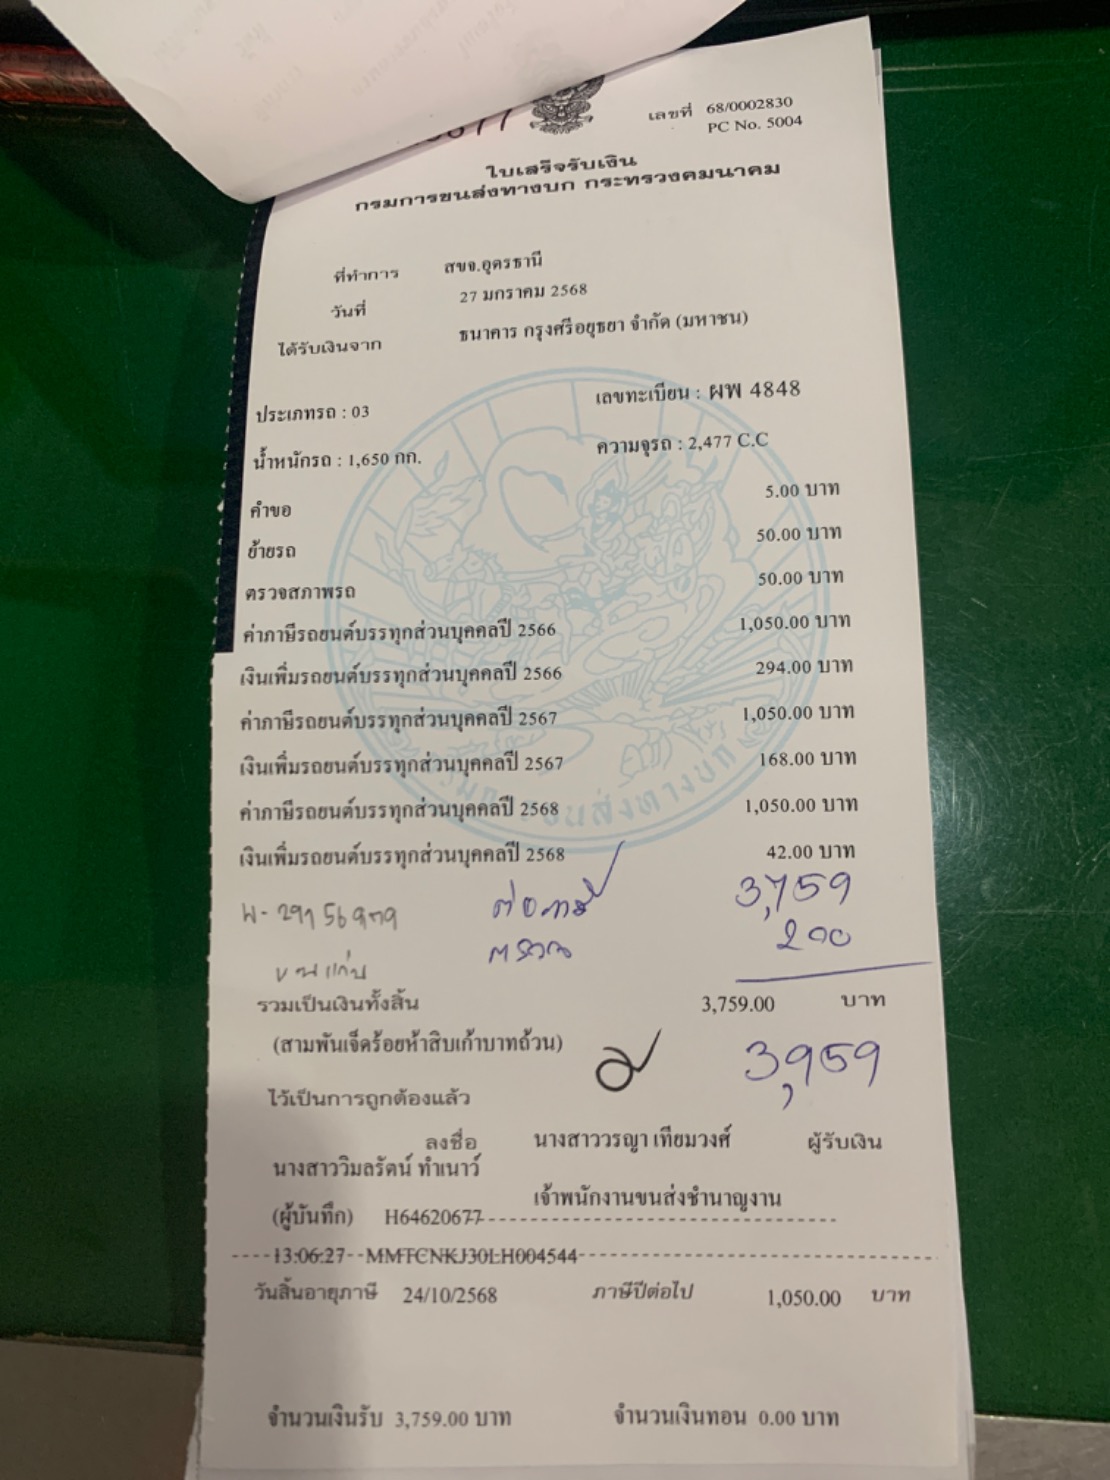 เลขที่ 68/0002830
PC No. 5004
ใบเสร็จรับเงิน
กรมการขนส่งทางบก กระทรวงคมนาคม
ที่ทำการ สขจ.อุดรธานี
วันที่ 27 มกราคม 2568
ได้รับเงินจาก ธนาคาร กรุงศรีอยุธยา จำกัด (มหาชน)
ประเภทรถ : 03 เลขทะเบียน : ผพ 4848
น้ำหนักรถ : 1,650 กก. ความจุรถ : 2,477 C.C
คำขอ 5.00 บาท
ย้ายรถ 50.00 บาท
ตรวจสภาพรถ 50.00 บาท
ค่าภาษีรถยนต์บรรทุกส่วนบุคคลปี 2566 1,050.00 บาท
เงินเพิ่มรถยนต์บรรทุกส่วนบุคคลปี 2566 294.00 บาท
ค่าภาษีรถยนต์บรรทุกส่วนบุคคลปี 2567 1,050.00 บาท
เงินเพิ่มรถยนต์บรรทุกส่วนบุคคลปี 2567 168.00 บาท
ค่าภาษีรถยนต์บรรทุกส่วนบุคคลปี 2568 1,050.00 บาท
เงินเพิ่มรถยนต์บรรทุกส่วนบุคคลปี 2568 42.00 บาท
ต่อภาษี 3,759
ตรวจ 200
ขอนแก่น
รวมเป็นเงินทั้งสิ้น 3,759.00 บาท
(สามพันเจ็ดร้อยห้าสิบเก้าบาทถ้วน)
3,959
ไว้เป็นการถูกต้องแล้ว
ลงชื่อ นางสาววรญา เทียมวงศ์ ผู้รับเงิน
นางสาววิมลรัตน์ ทำเนาว์
เจ้าพนักงานขนส่งชำนาญงาน
(ผู้บันทึก) H64620677
13:06:27 MMTCNKJ30LH004544
วันสิ้นอายุภาษี 24/10/2568 ภาษีปีต่อไป 1,050.00 บาท
จำนวนเงินรับ 3,759.00 บาท จำนวนเงินทอน 0.00 บาท